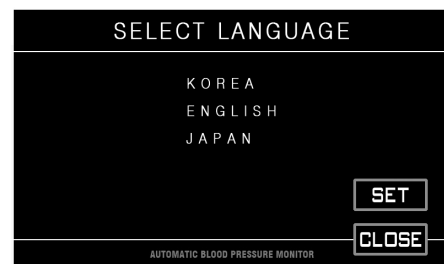 SELECT LANGUAGE
KOREA
ENGLISH
JAPAN
SET
CLOSE
AUTOMATIC BLOOD PRESSURE MONITOR